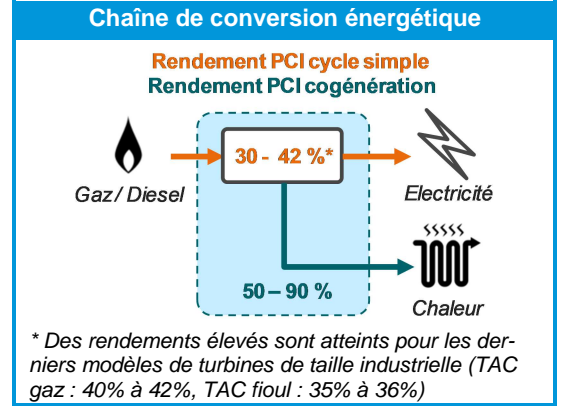 Chaîne de conversion énergétique
Rendement PCI cycle simple
Rendement PCI cogénération
30 - 42 %*
Gaz / Diesel
Electricité
50 – 90 %
Chaleur
* Des rendements élevés sont atteints pour les der-
niers modèles de turbines de taille industrielle (TAC
gaz : 40% à 42%, TAC fioul : 35% à 36%)